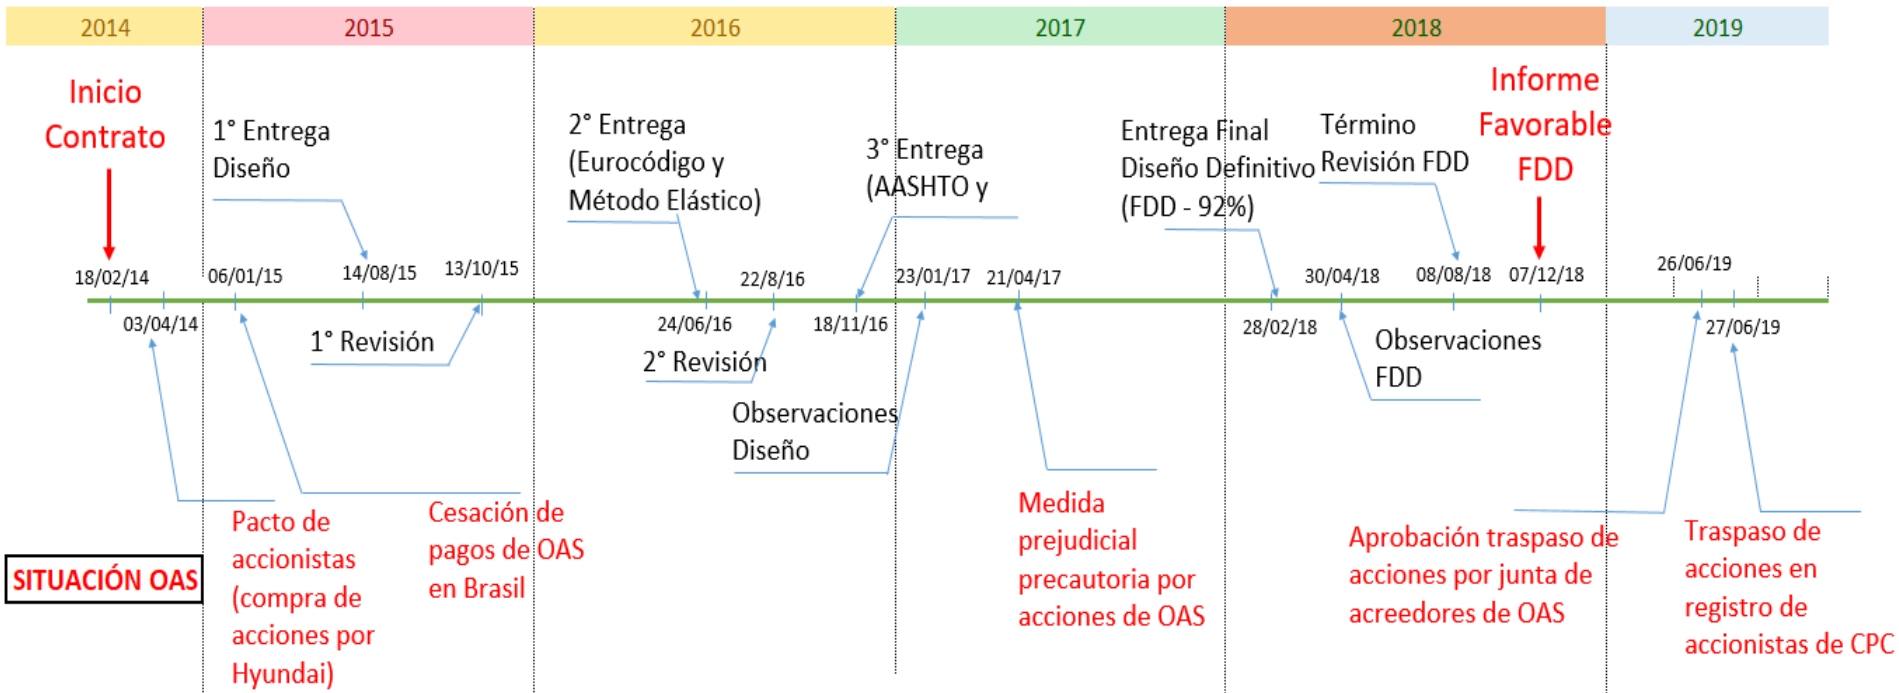 2014
2015
2016
2017
2018
2019
Inicio
Contrato
1° Entrega
Diseño
2° Entrega
(Eurocódigo y
Método Elástico)
3° Entrega
(AASHTO y
Entrega Final
Diseño Definitivo
(FDD - 92%)
Término
Revisión FDD
Informe
Favorable
FDD
18/02/14
03/04/14
06/01/15
14/08/15
13/10/15
24/06/16
22/8/16
18/11/16
23/01/17
21/04/17
28/02/18
30/04/18
08/08/18
07/12/18
26/06/19
27/06/19
1° Revisión
2° Revisión
Observaciones
Diseño
Observaciones
FDD
SITUACIÓN OAS
Pacto de
accionistas
(compra de
acciones por
Hyundai)
Cesación de
pagos de OAS
en Brasil
Medida
prejudicial
precautoria por
acciones de OAS
Aprobación traspaso de
acciones por junta de
acreedores de OAS
Traspaso de
acciones en
registro de
accionistas de CPC